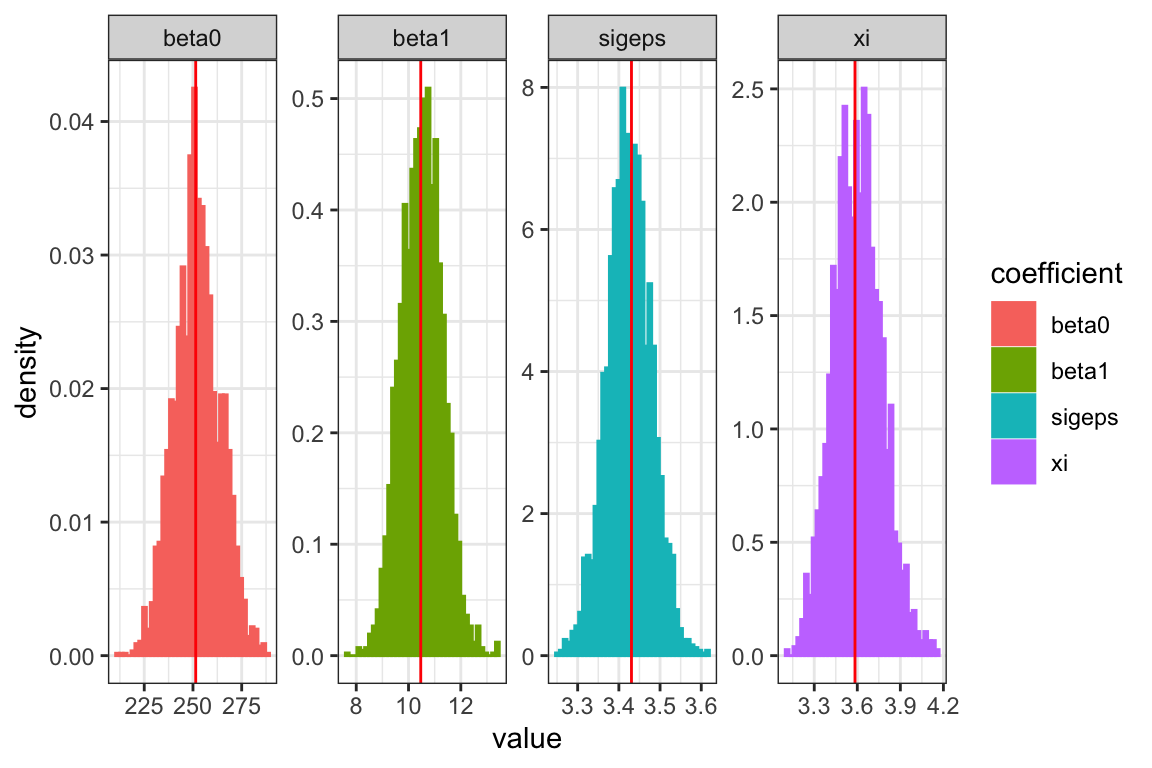 beta0 beta1 sigeps xi
density
0.04
0.03
0.02
0.01
0.00
0.5
0.4
0.3
0.2
0.1
0.0
8
6
4
2
0
2.5
2.0
1.5
1.0
0.5
0.0
225 250 275
8 10 12
3.3 3.4 3.5 3.6
3.3 3.6 3.9 4.2
value
coefficient
beta0
beta1
sigeps
xi